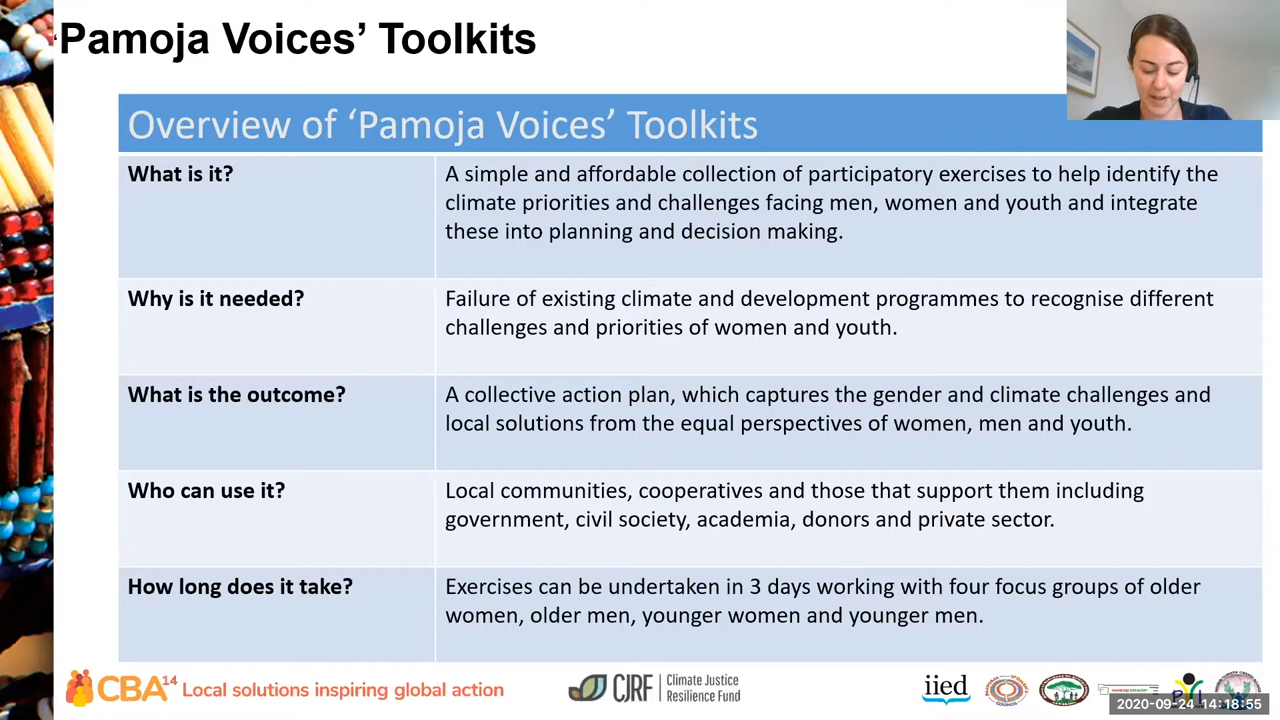 ‘Pamoja Voices’ Toolkits
Overview of ‘Pamoja Voices’ Toolkits
What is it?
A simple and affordable collection of participatory exercises to help identify the
climate priorities and challenges facing men, women and youth and integrate
these into planning and decision making.
Why is it needed?
Failure of existing climate and development programmes to recognise different
challenges and priorities of women and youth.
What is the outcome?
A collective action plan, which captures the gender and climate challenges and
local solutions from the equal perspectives of women, men and youth.
Who can use it?
Local communities, cooperatives and those that support them including
government, civil society, academia, donors and private sector.
How long does it take?
Exercises can be undertaken in 3 days working with four focus groups of older
women, older men, younger women and younger men.
CBA14 Local solutions inspiring global action
CJRF
Climate Justice
Resilience Fund
iied
2020-09-24 14:18:55